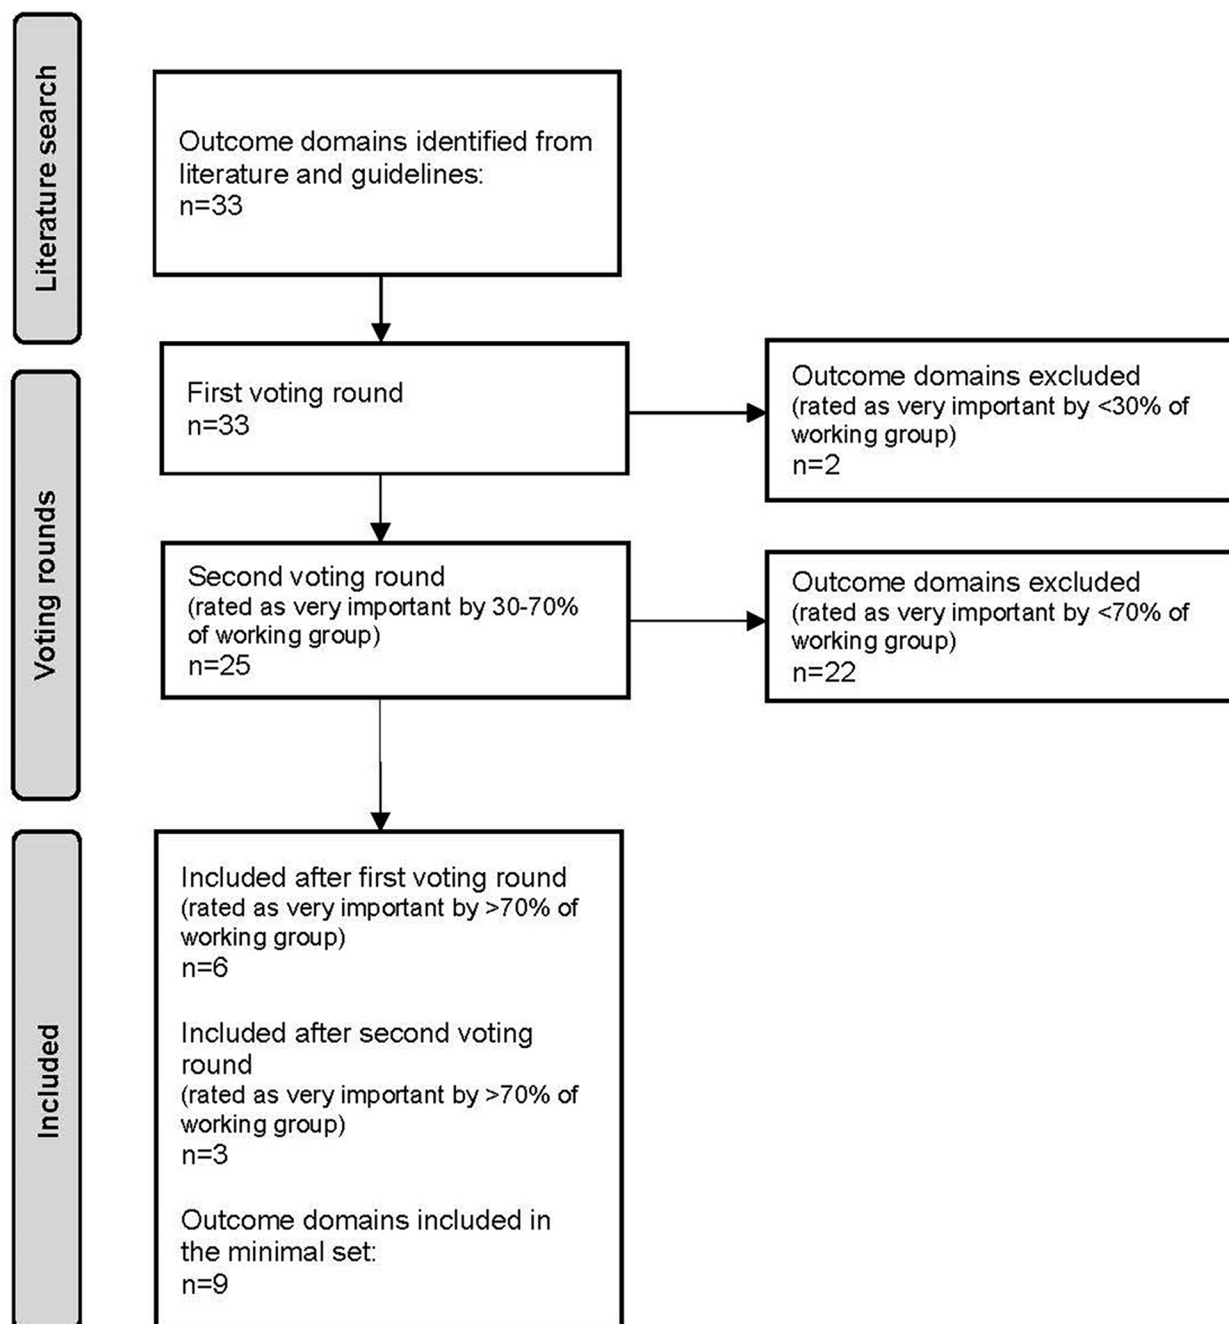 Literature search
Outcome domains identified from
literature and guidelines:
n=33
Voting rounds
First voting round
n=33
Outcome domains excluded
(rated as very important by <30% of
working group)
n=2
Second voting round
(rated as very important by 30-70%
of working group)
n=25
Outcome domains excluded
(rated as very important by <70% of
working group)
n=22
Included
Included after first voting round
(rated as very important by >70% of
working group)
n=6
Included after second voting
round
(rated as very important by >70% of
working group)
n=3
Outcome domains included in
the minimal set:
n=9